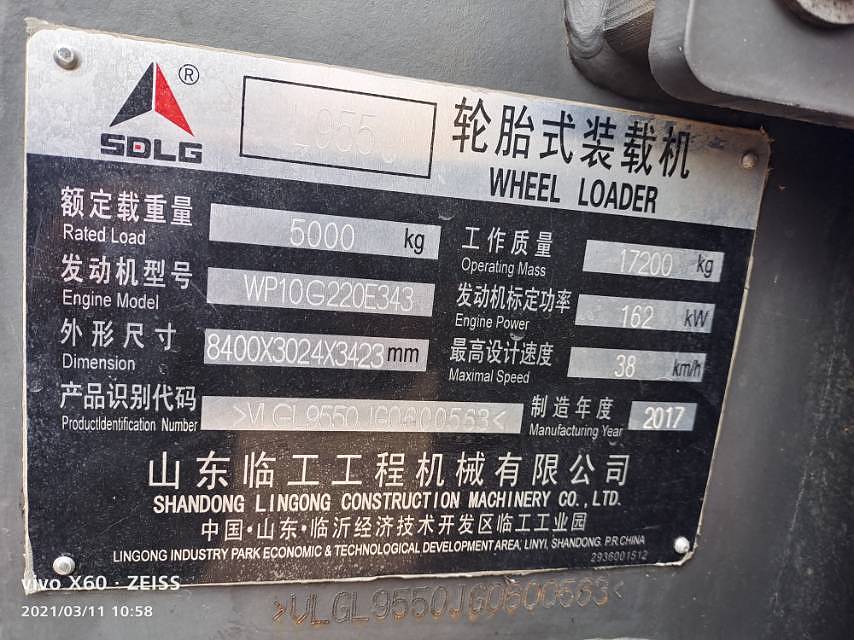 SDLG ®
轮胎式装载机
WHEEL LOADER
额定载重量 5000 kg
Rated Load
工作质量 17200 kg
Operating Mass
发动机型号 WP10G220E343
Engine Model
发动机标定功率 162 kW
Engine Power
外形尺寸 8400X3024X3423 mm
Dimension
最高设计速度 38 km/h
Maximal Speed
产品识别代码 >VLGL9550JG0600563<
ProductIdentification Number
制造年度 2017
Manufacturing Year
山东临工工程机械有限公司
SHANDONG LINGONG CONSTRUCTION MACHINERY CO., LTD.
中国·山东·临沂经济技术开发区临工工业园
LINGONG INDUSTRY PARK ECONOMIC & TECHNOLOGICAL DEVELOPMENT AREA, LINYI, SHANDONG. P.R.CHINA
2936001512
>VLGL9550JG0600563<
vivo X60 · ZEISS
2021/03/11 10:58